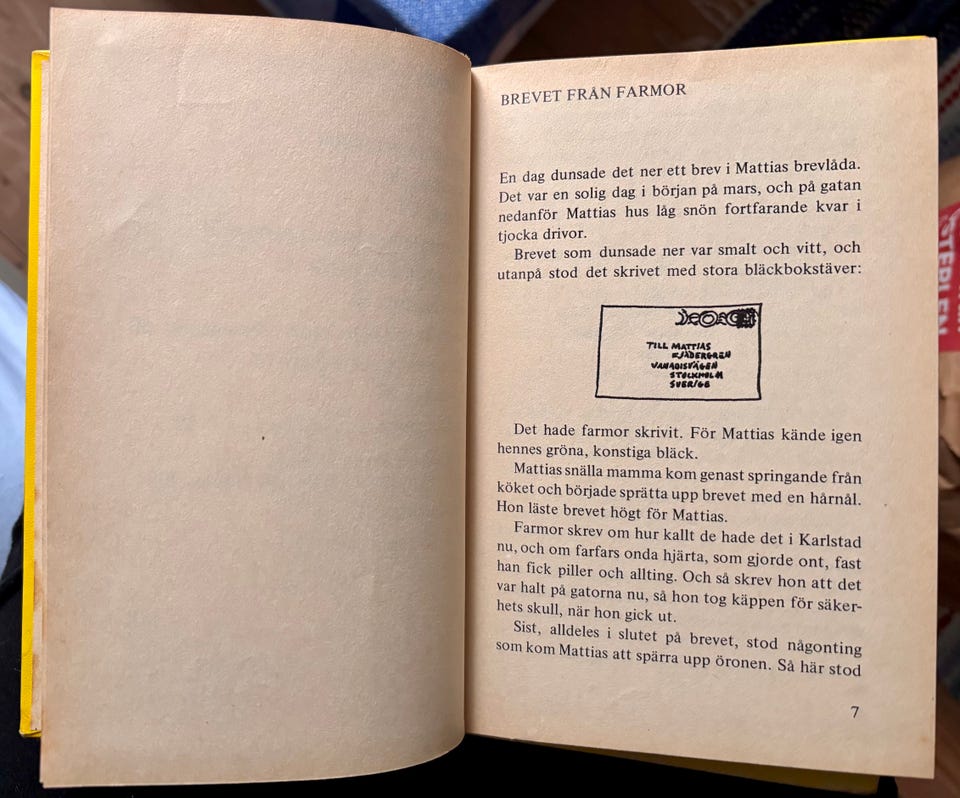 BREVET FRÅN FARMOR
En dag dunsade det ner ett brev i Mattias brevlåda.
Det var en solig dag i början på mars, och på gatan
nedanför Mattias hus låg snön fortfarande kvar i
tjocka drivor.
Brevet som dunsade ner var smalt och vitt, och
utanpå stod det skrivet med stora bläckbokstäver:
TILL MATTIAS
FJÄDERGREN
VANADISVÄGEN
STOCKHOLM
SVERIGE
Det hade farmor skrivit. För Mattias kände igen
hennes gröna, konstiga bläck.
Mattias snälla mamma kom genast springande från
köket och började sprätta upp brevet med en hårnål.
Hon läste brevet högt för Mattias.
Farmor skrev om hur kallt de hade det i Karlstad
nu, och om farfars onda hjärta, som gjorde ont, fast
han fick piller och allting. Och så skrev hon att det
var halt på gatorna nu, så hon tog käppen för säker-
hets skull, när hon gick ut.
Sist, alldeles i slutet på brevet, stod någonting
som kom Mattias att spärra upp öronen. Så här stod
7